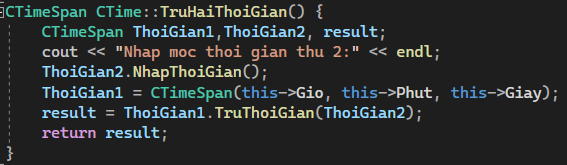 CTimeSpan CTime::TruHaiThoiGian() {
CTimeSpan ThoiGian1,ThoiGian2, result;
cout << "Nhap moc thoi gian thu 2:" << endl;
ThoiGian2.NhapThoiGian();
ThoiGian1 = CTimeSpan(this->Gio, this->Phut, this->Giay);
result = ThoiGian1.TruThoiGian(ThoiGian2);
return result;
}